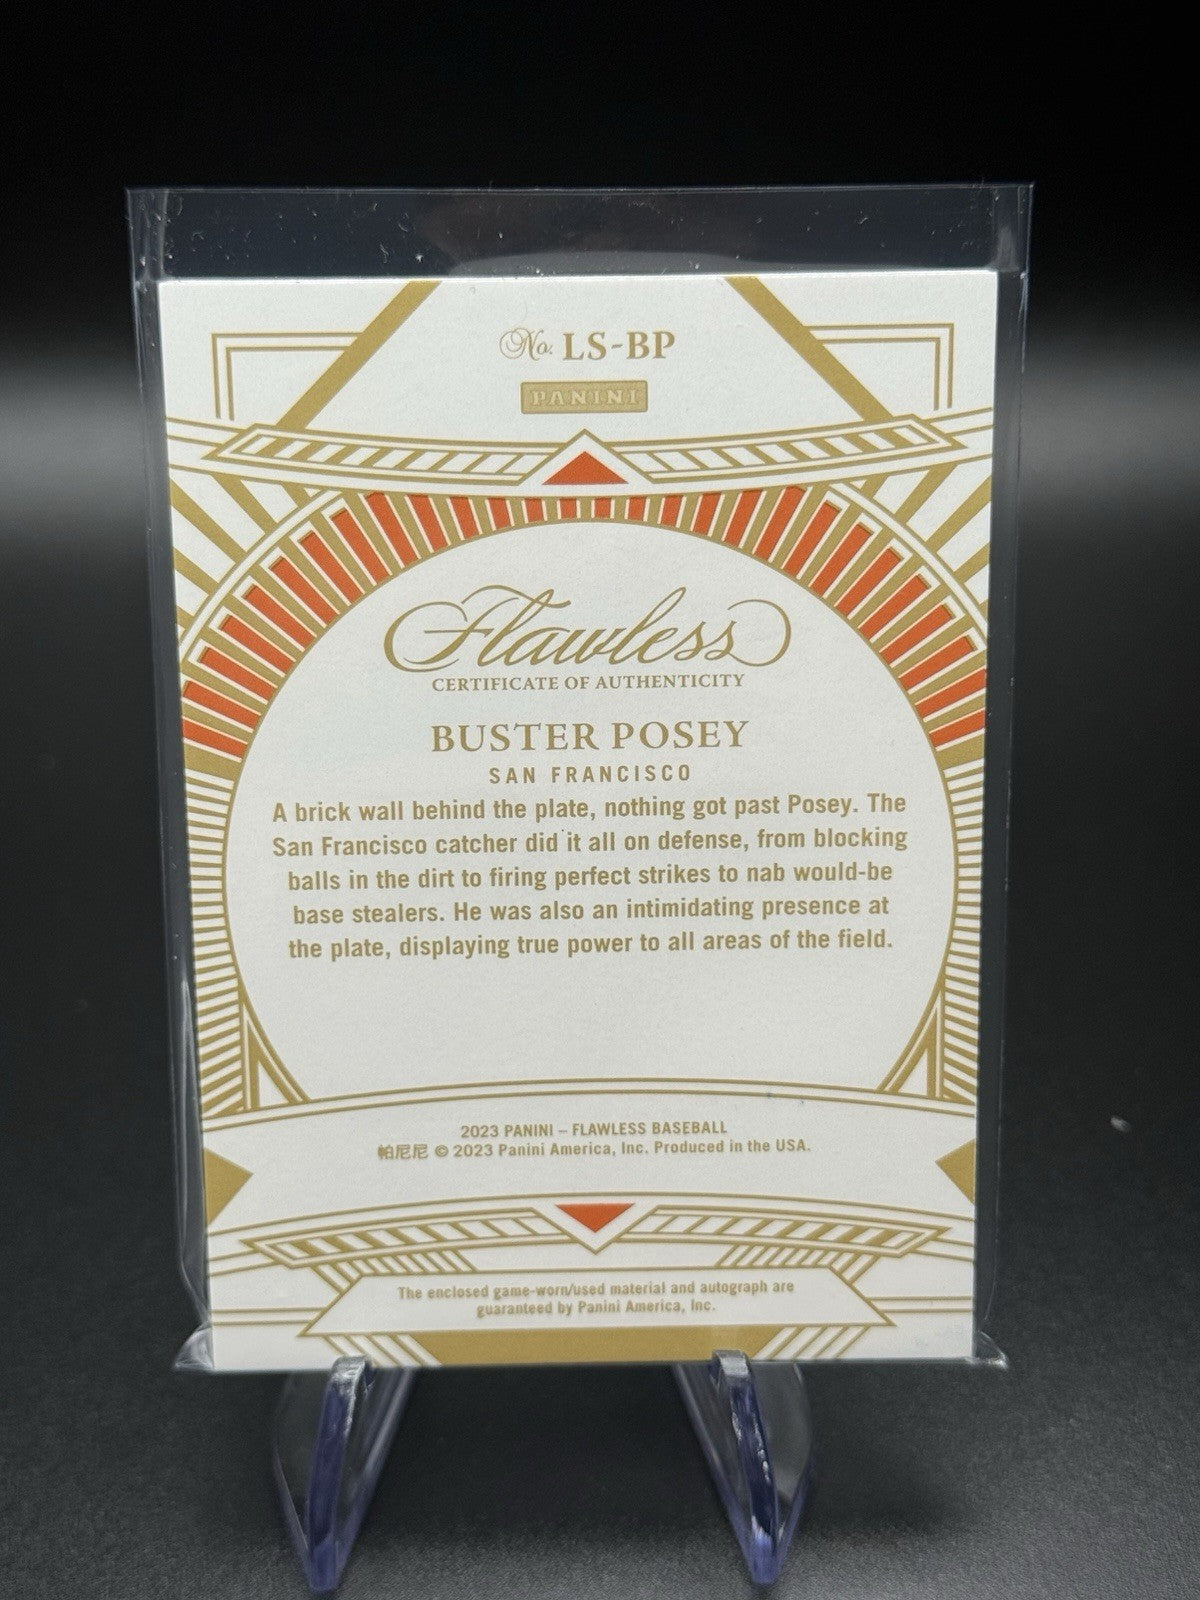 No. LS-BP
PANINI
Flawless
CERTIFICATE OF AUTHENTICITY
BUSTER POSEY
SAN FRANCISCO
A brick wall behind the plate, nothing got past Posey. The
San Francisco catcher did it all on defense, from blocking
balls in the dirt to firing perfect strikes to nab would-be
base stealers. He was also an intimidating presence at
the plate, displaying true power to all areas of the field.
2023 PANINI – FLAWLESS BASEBALL
帕尼尼 © 2023 Panini America, Inc. Produced in the USA.
The enclosed game-worn/used material and autograph are
guaranteed by Panini America, Inc.